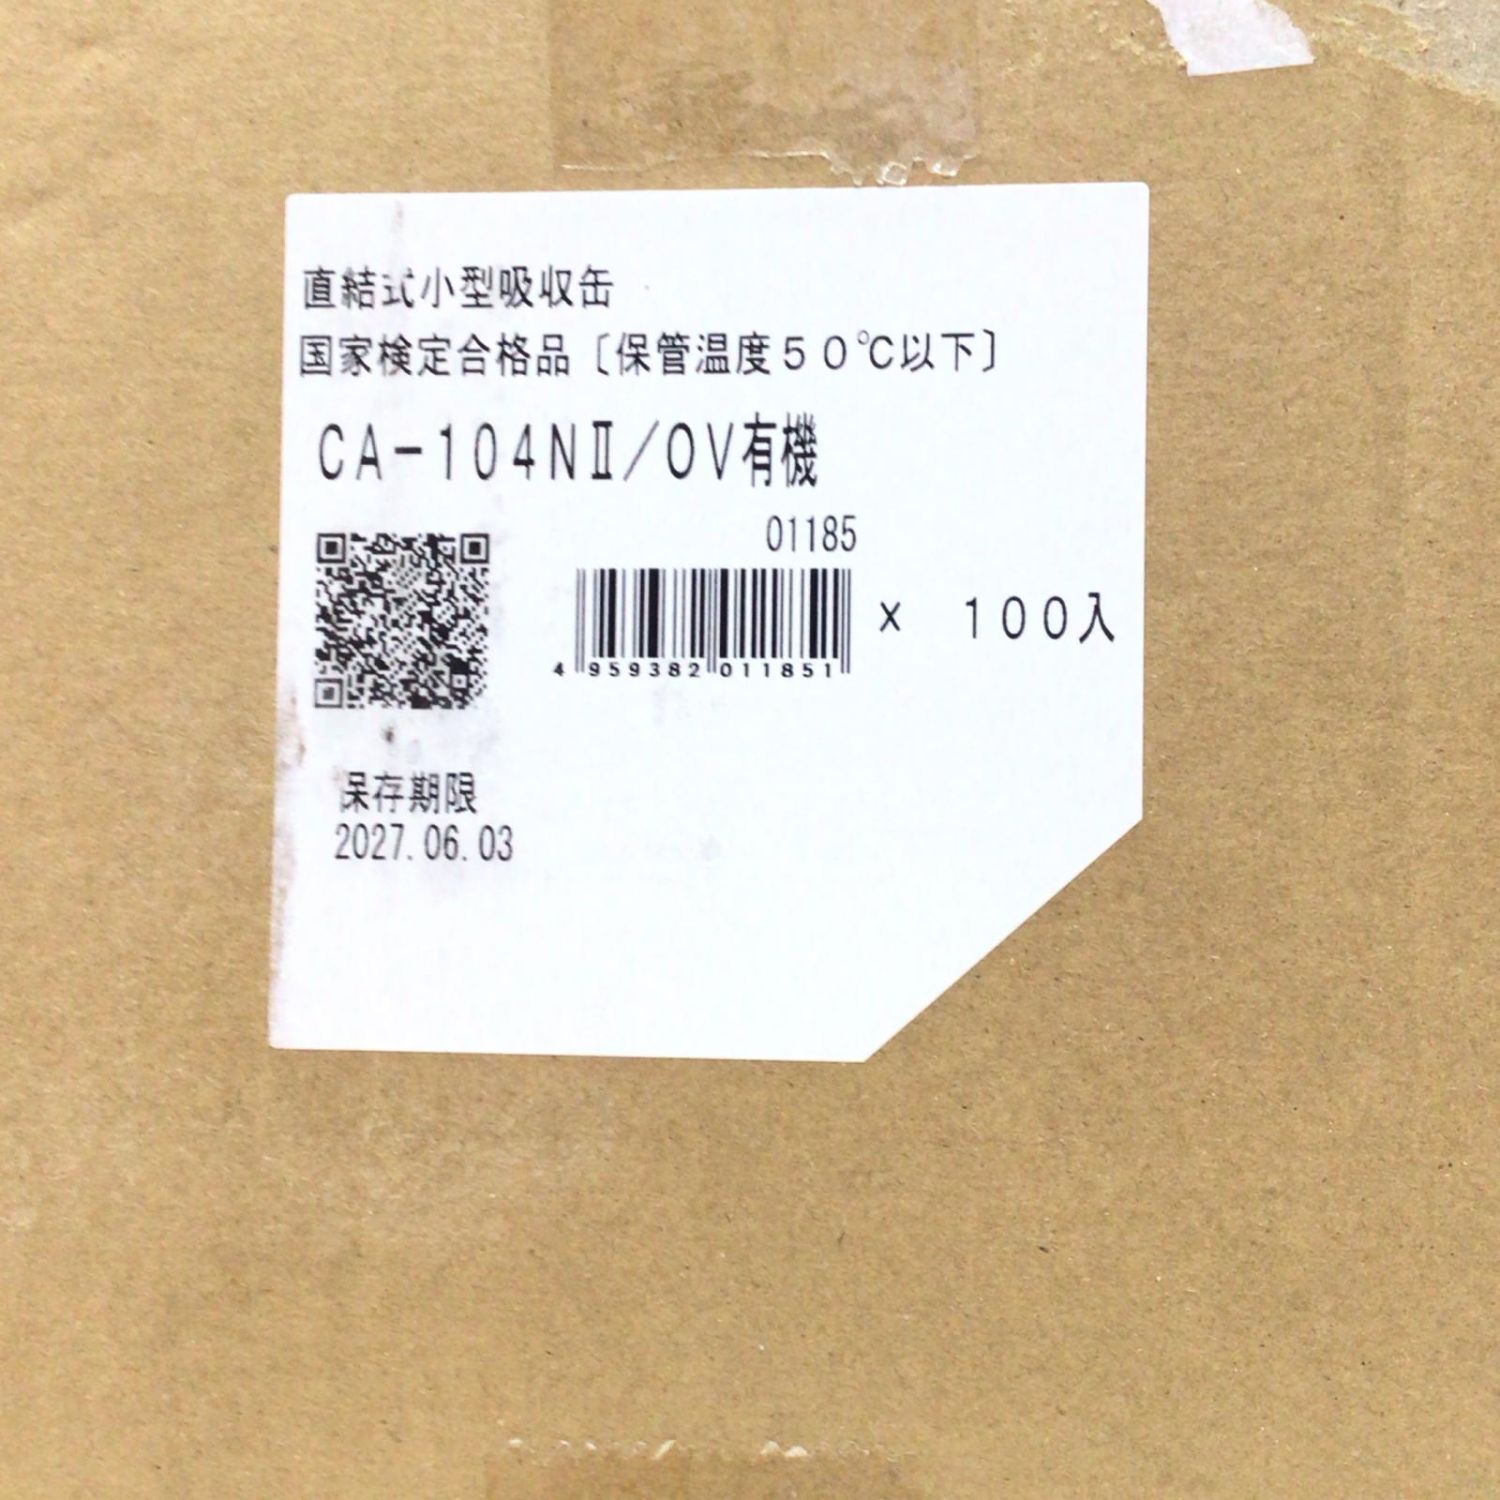 直結式小型吸収缶
国家検定合格品〔保管温度50℃以下〕
CA-104NⅡ/OV有機
01185
4 959382 011851
× 100入
保存期限
2027.06.03